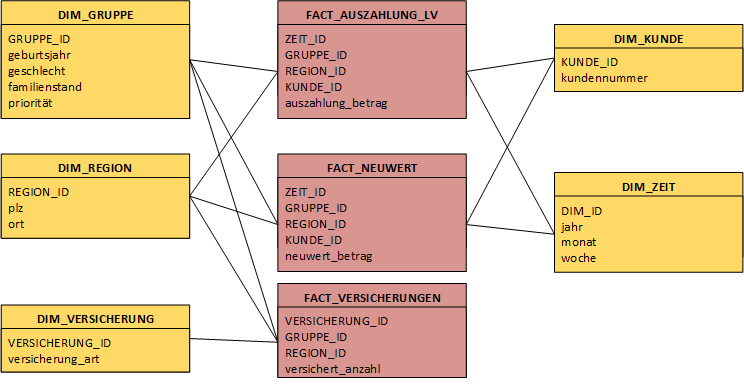 DIM_GRUPPE
GRUPPE_ID
geburtsjahr
geschlecht
familienstand
priorität
DIM_REGION
REGION_ID
plz
ort
DIM_VERSICHERUNG
VERSICHERUNG_ID
versicherung_art
FACT_AUSZAHLUNG_LV
ZEIT_ID
GRUPPE_ID
REGION_ID
KUNDE_ID
auszahlung_betrag
FACT_NEUWERT
ZEIT_ID
GRUPPE_ID
REGION_ID
KUNDE_ID
neuwert_betrag
FACT_VERSICHERUNGEN
VERSICHERUNG_ID
GRUPPE_ID
REGION_ID
versichert_anzahl
DIM_KUNDE
KUNDE_ID
kundennummer
DIM_ZEIT
DIM_ID
jahr
monat
woche